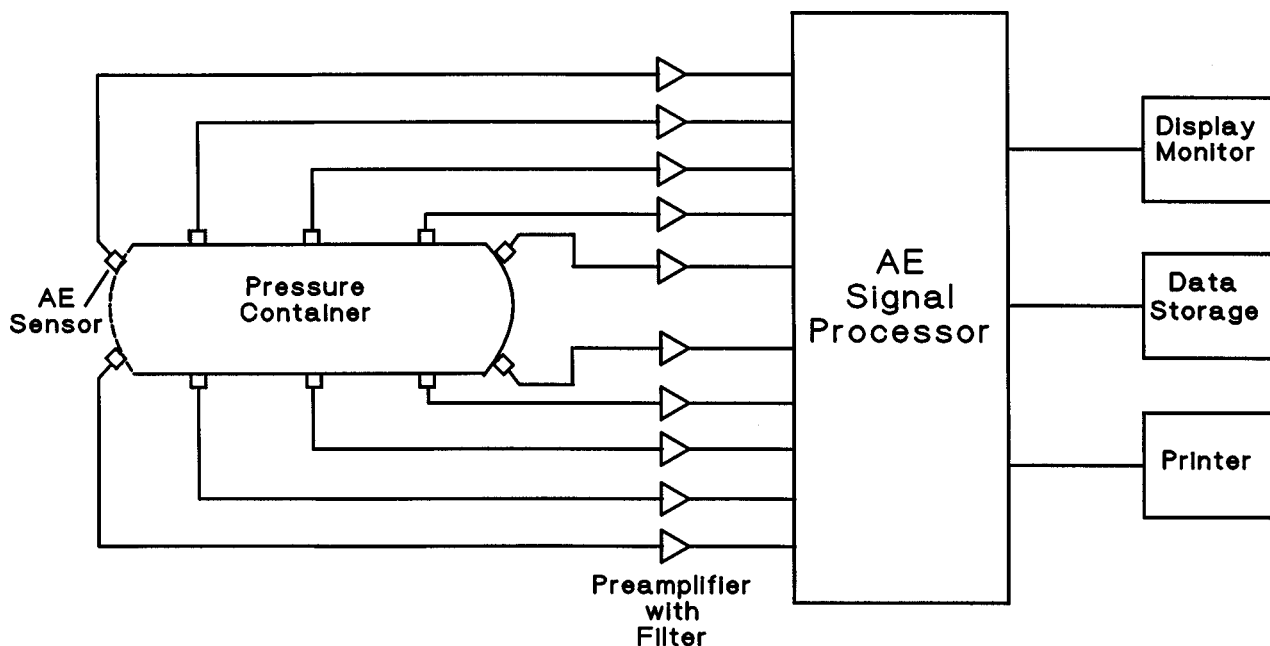 Display
Monitor
AE
Signal
Processor
Pressure
Container
AE
Sensor
Data
Storage
Printer
Preamplifier
with
Filter